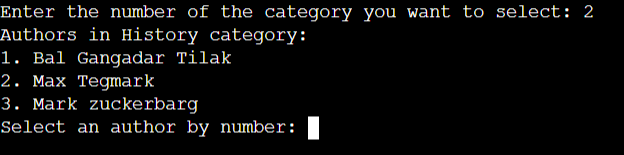 Enter the number of the category you want to select: 2
Authors in History category:
1. Bal Gangadar Tilak
2. Max Tegmark
3. Mark zuckerbarg
Select an author by number: